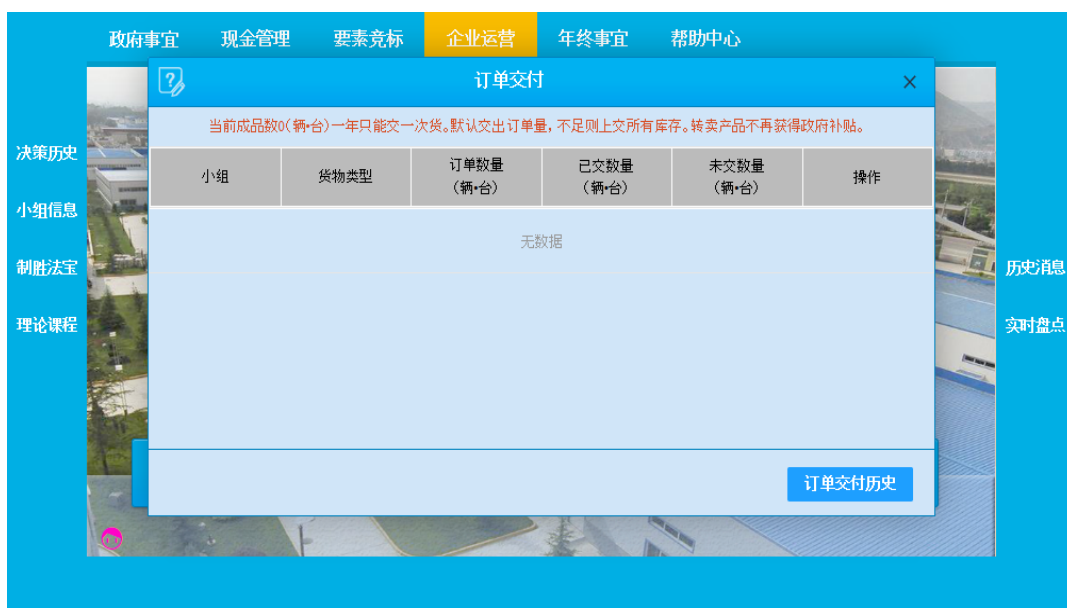 政府事宜 现金管理 要素竞标 企业运营 年终事宜 帮助中心
订单交付
当前成品数0(辆•台)一年只能交一次货。默认交出订单量，不足则上交所有库存。转卖产品不再获得政府补贴。
小组 货物类型 订单数量 已交数量 未交数量 操作
(辆•台) (辆•台) (辆•台)
无数据
订单交付历史
决策历史
小组信息
制胜法宝
理论课程
历史消息
实时盘点